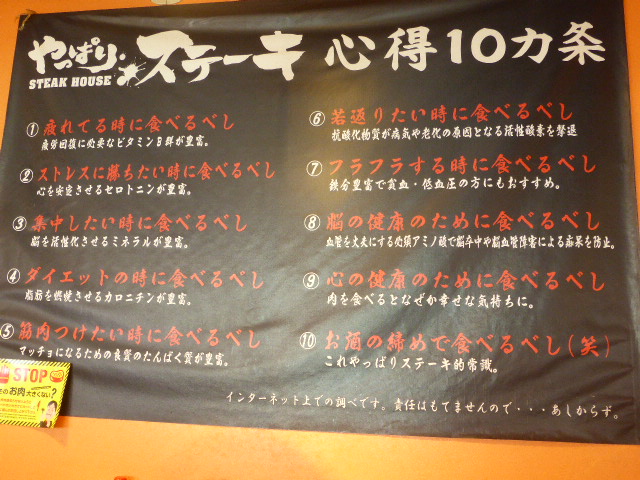 やっぱり・ステーキ 心得10カ条
STEAK HOUSE
①疲れてる時に食べるべし
疲労回復に必要なビタミンB群が豊富。
②ストレスに勝ちたい時に食べるべし
心を安定させるセロトニンが豊富。
③集中したい時に食べるべし
脳を活性化させるミネラルが豊富。
④ダイエットの時に食べるべし
脂肪を燃焼させるカロニチンが豊富。
⑤筋肉つけたい時に食べるべし
マッチョになるための良質のたんぱく質が豊富。
⑥若返りたい時に食べるべし
抗酸化物質が病気や老化の原因となる活性酸素を撃退
⑦フラフラする時に食べるべし
鉄分豊富で貧血・低血圧の方にもおすすめ。
⑧脳の健康のために食べるべし
血管を丈夫にする必須アミノ酸で脳卒中や脳血管障害による痴呆を防止。
⑨心の健康のために食べるべし
肉を食べるとなぜか幸せな気持ちに。
⑩お酒の締めで食べるべし(笑)
これやっぱりステーキ的常識。
インターネット上での調べです。責任はもてませんので・・・あしからず。
STOP
そのお肉大きくない?